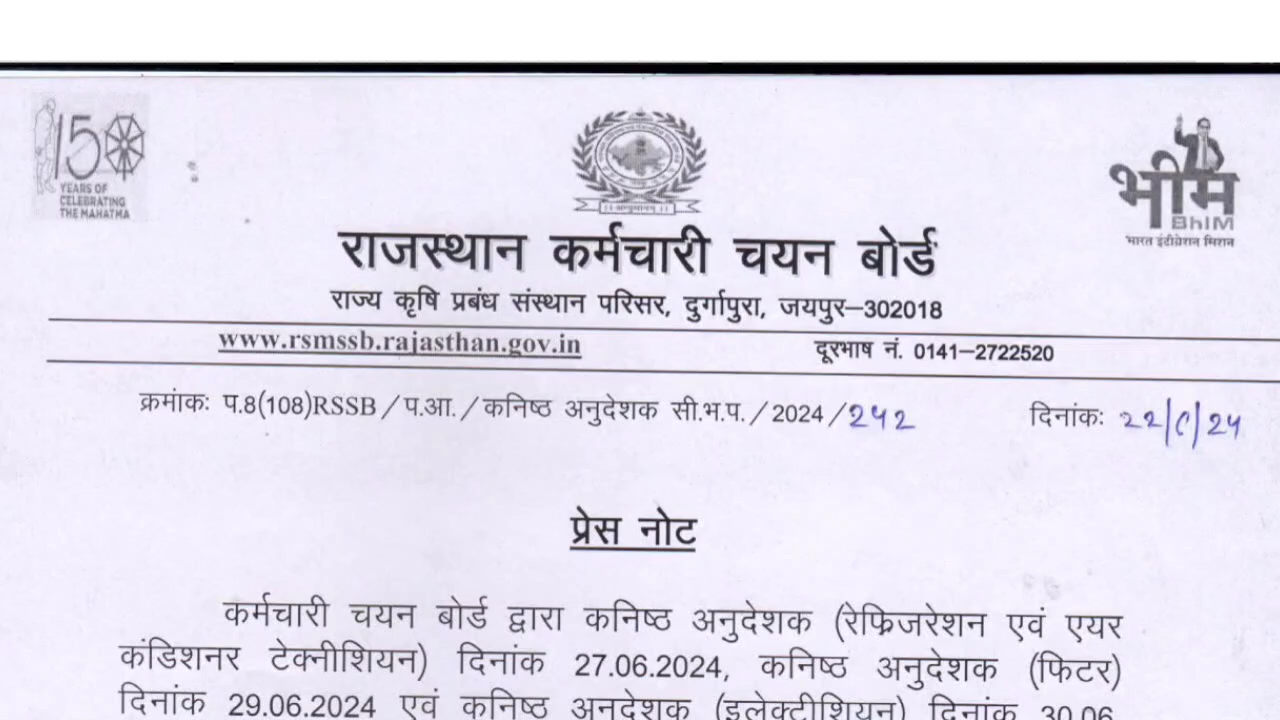 150
YEARS OF
CELEBRATING
THE MAHATMA
भीम
BHIM
राजस्थान कर्मचारी चयन बोर्ड
राज्य कृषि प्रबंध संस्थान परिसर, दुर्गापुरा, जयपुर–302018
www.rsmssb.rajasthan.gov.in दूरभाष नं. 0141–2722520
क्रमांकः प.8(108)RSSB/प.आ./कनिष्ठ अनुदेशक सी.भ.प./2024/242 दिनांकः
प्रेस नोट
कर्मचारी चयन बोर्ड द्वारा कनिष्ठ अनुदेशक (रेफ्रिजरेशन एवं एयर
कंडिशनर टेक्नीशियन) दिनांक 27.06.2024, कनिष्ठ अनुदेशक (फिटर)
दिनांक 29.06.2024 एवं कनिष्ठ अनुदेशक (इलेक्ट्रीशियन) दिनांक 30.06